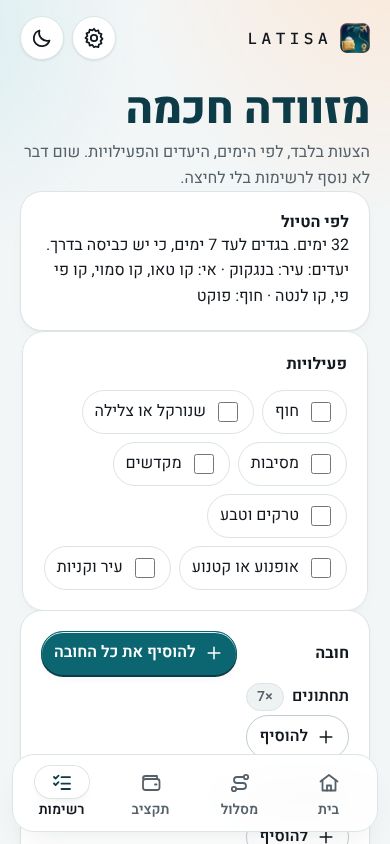 LATISA
מזוודה חכמה
הצעות בלבד, לפי הימים, היעדים והפעילויות. שום דבר
לא נוסף לרשימות בלי לחיצה.
לפי הטיול
32 ימים. בגדים לעד 7 ימים, כי יש כביסה בדרך.
יעדים: עיר: בנגקוק · אי: קו טאו, קו סמוי, קו פי
פי, קו לנטה · חוף: פוקט
פעילויות
חוף
שנורקל או צלילה
מסיבות
מקדשים
טרקים וטבע
אופנוע או קטנוע
עיר וקניות
חובה
+ להוסיף את כל החובה
תחתונים
×7
+ להוסיף
+ להוסיף
בית
מסלול
תקציב
רשימות